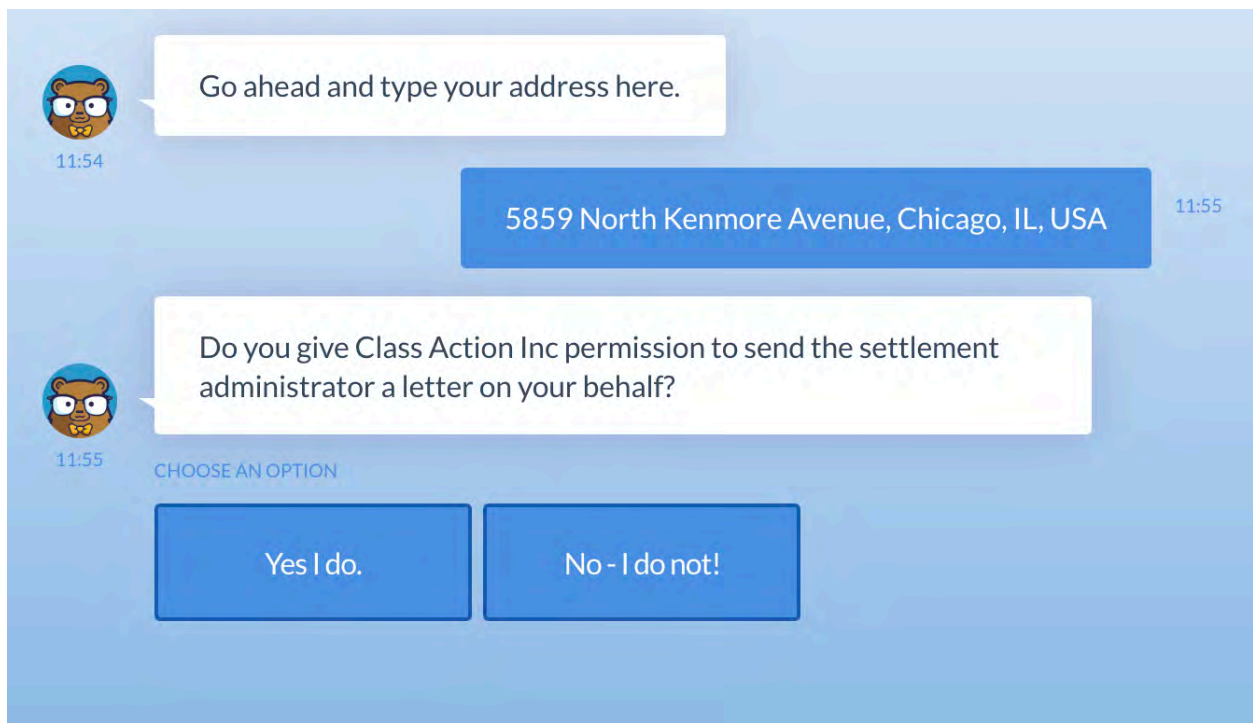 Go ahead and type your address here.
11:54
5859 North Kenmore Avenue, Chicago, IL, USA
11:55
Do you give Class Action Inc permission to send the settlement
administrator a letter on your behalf?
11:55
CHOOSE AN OPTION
Yes I do.
No - I do not!